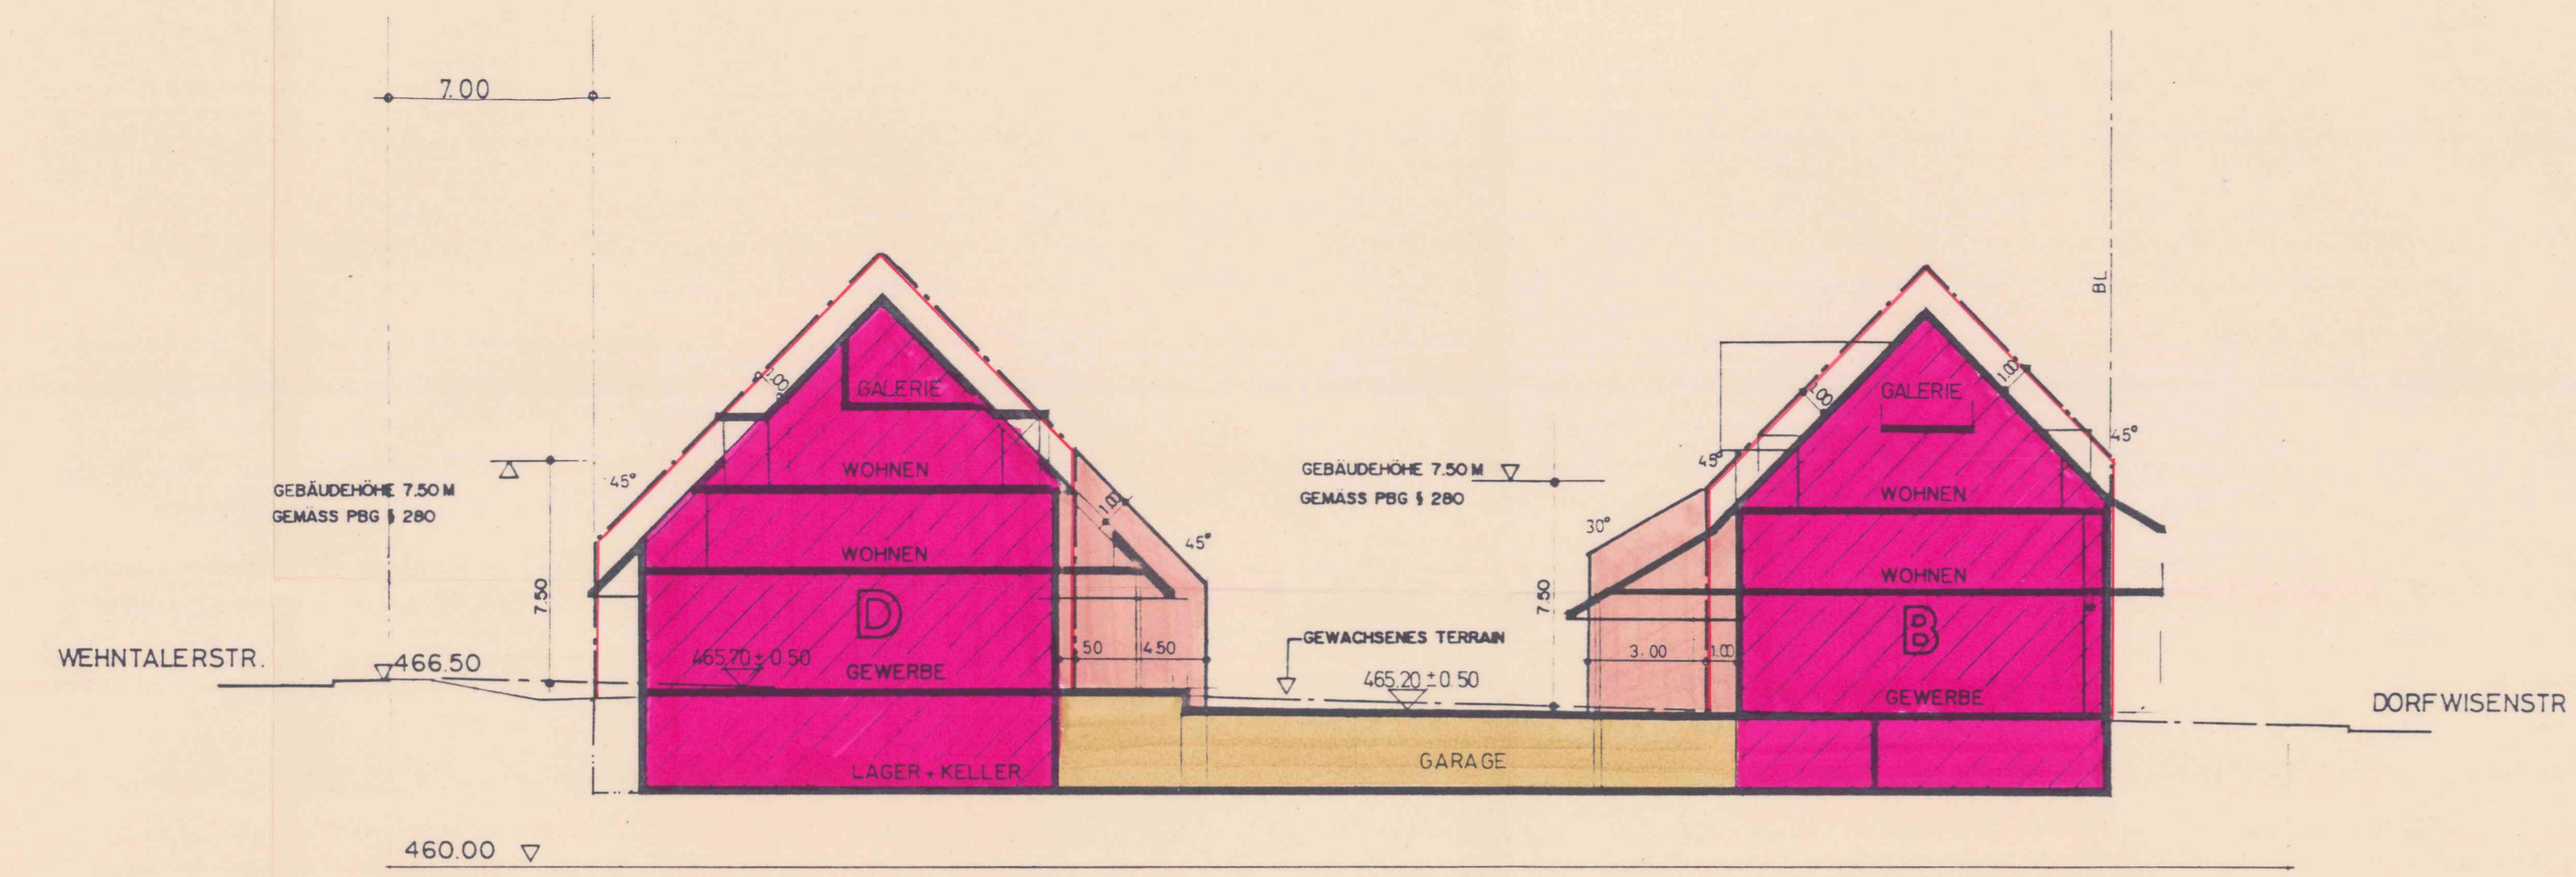 7.00
BL
1.00
GALERIE
1.00
GALERIE
1.00
45°
45°
WOHNEN
GEBÄUDEHÖHE 7.50 M
GEMÄSS PBG § 280
45°
1.00
GEBÄUDEHÖHE 7.50 M
GEMÄSS PBG § 280
WOHNEN
30°
45°
WOHNEN
WOHNEN
7.50
7.50
D
B
WEHNTALERSTR.
466.50
465.70 ± 0.50
GEWERBE
50
4.50
GEWACHSENES TERRAIN
465.20 ± 0.50
3.00
1.00
GEWERBE
DORFWISENSTR
LAGER + KELLER
GARAGE
460.00